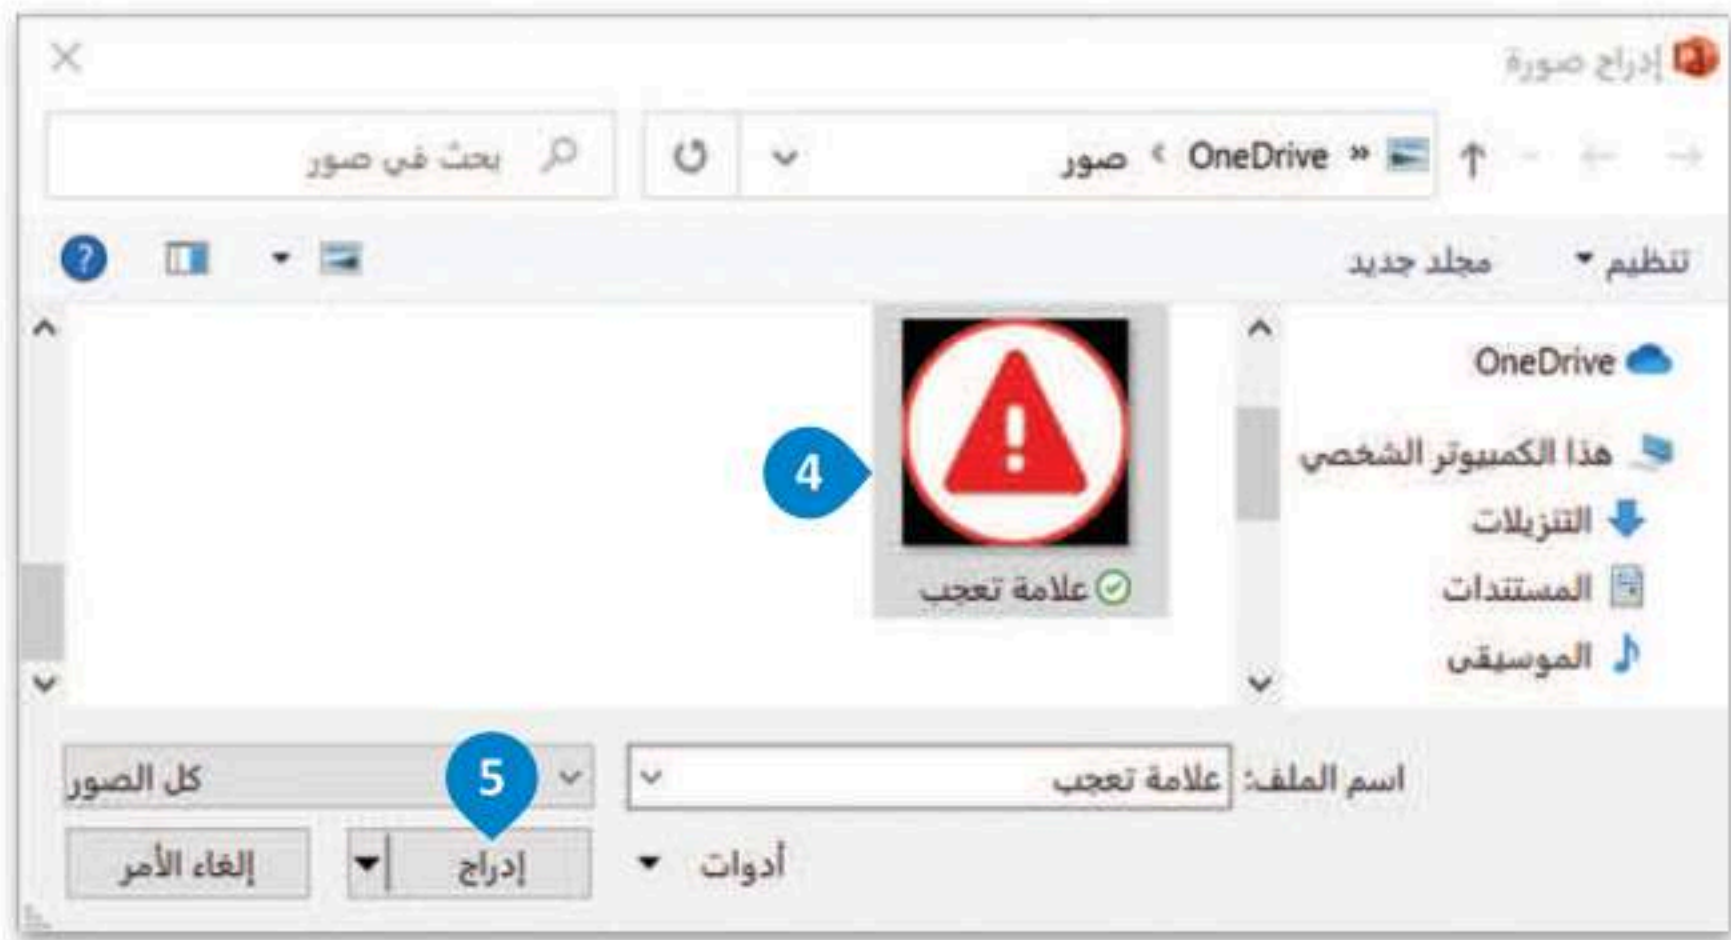 إدراج صورة
« OneDrive › صور
بحث في صور
تنظيم
مجلد جديد
?
OneDrive
هذا الكمبيوتر الشخصي
التنزيلات
المستندات
الموسيقى
!
4
علامة تعجب
اسم الملف: علامة تعجب
5
كل الصور
أدوات
إدراج
إلغاء الأمر